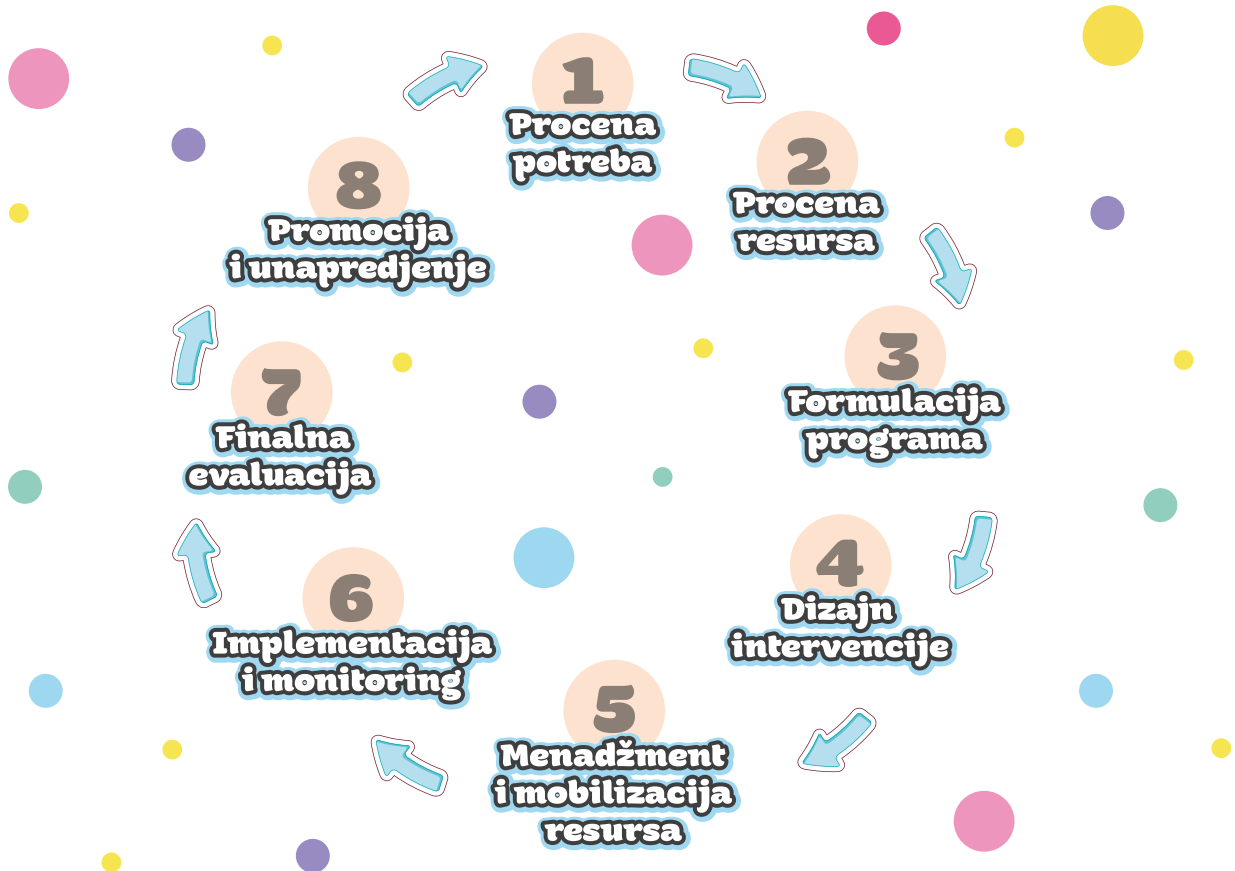 1
Procena
potreba
2
Procena
resursa
3
Formulacija
programa
4
Dizajn
intervencije
5
Menadžment
i mobilizacija
resursa
6
Implementacija
i monitoring
7
Finalna
evaluacija
8
Promocija
i unapredjenje